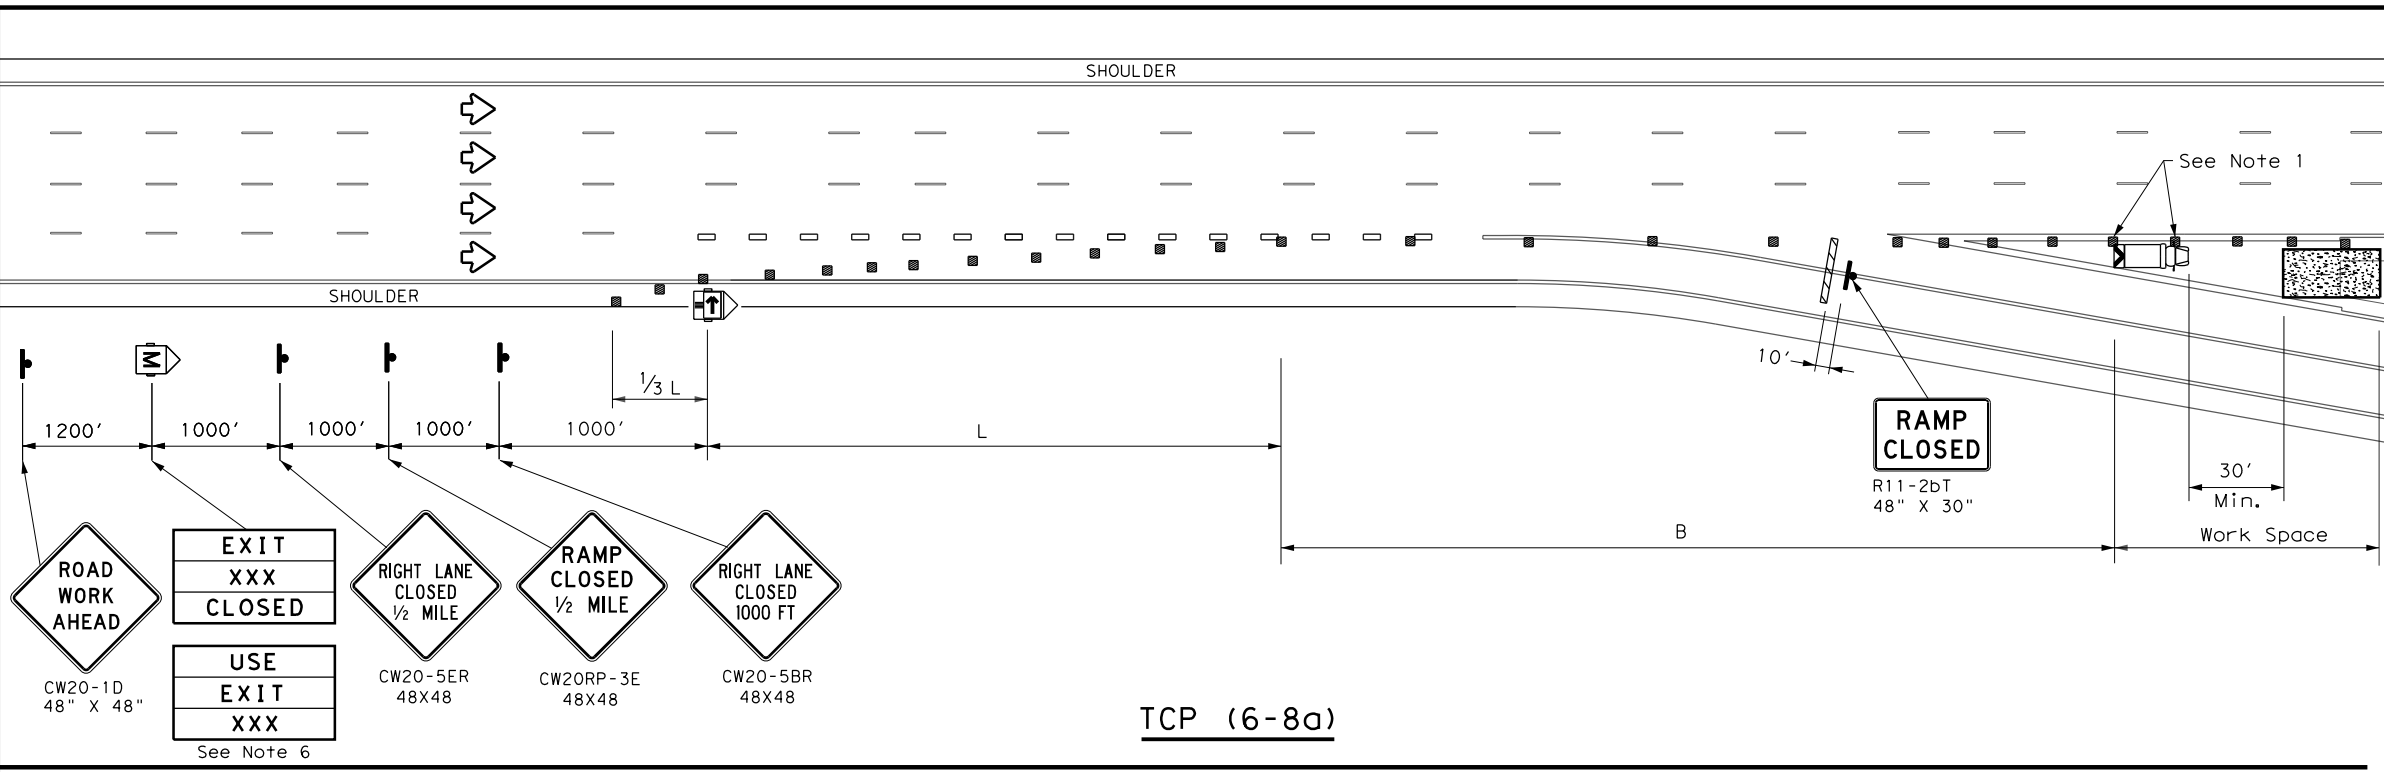 SHOULDER
See Note 1
SHOULDER
M
10'
1/3 L
1200'
1000'
1000'
1000'
1000'
L
RAMP
CLOSED
R11-2bT
48" X 30"
30'
Min.
B
Work Space
ROAD
WORK
AHEAD
CW20-1D
48" X 48"
EXIT
XXX
CLOSED
USE
EXIT
XXX
See Note 6
RIGHT LANE
CLOSED
1/2 MILE
CW20-5ER
48X48
RAMP
CLOSED
1/2 MILE
CW20RP-3E
48X48
RIGHT LANE
CLOSED
1000 FT
CW20-5BR
48X48
TCP (6-8a)